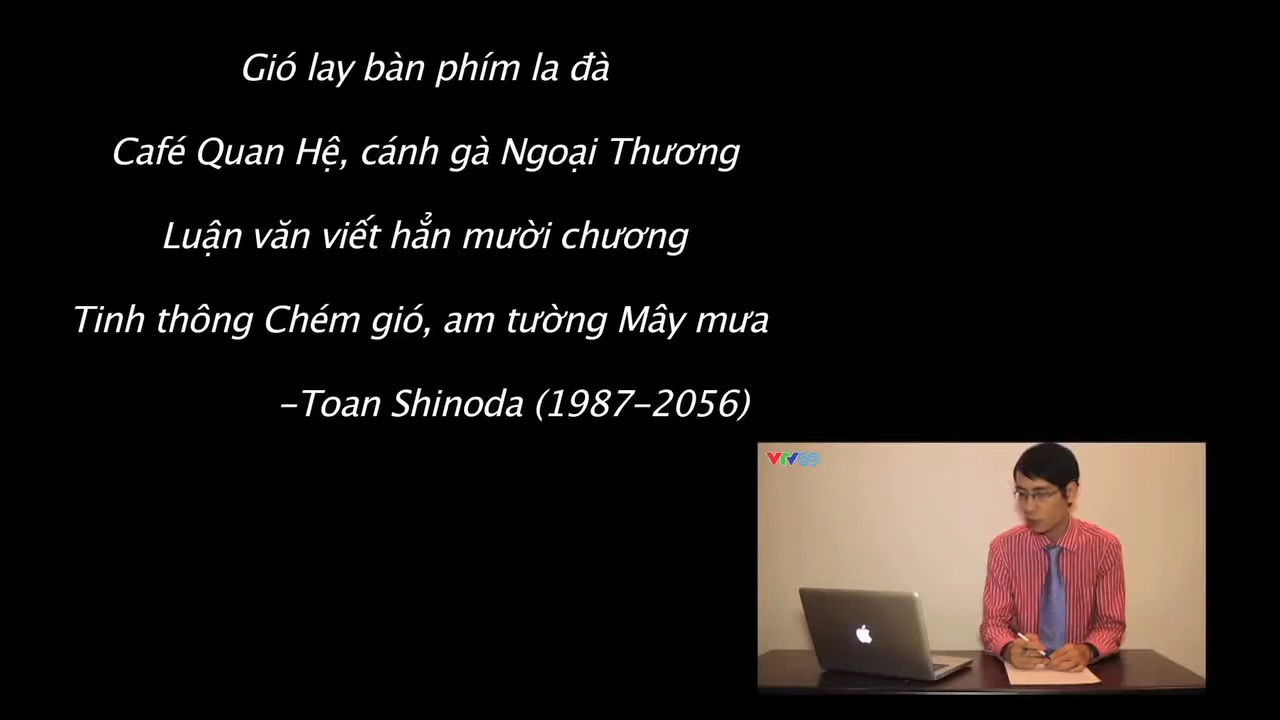 Gió lay bàn phím la đà
Café Quan Hệ, cánh gà Ngoại Thương
Luận văn viết hẳn mười chương
Tinh thông Chém gió, am tường Mây mưa
–Toan Shinoda (1987–2056)